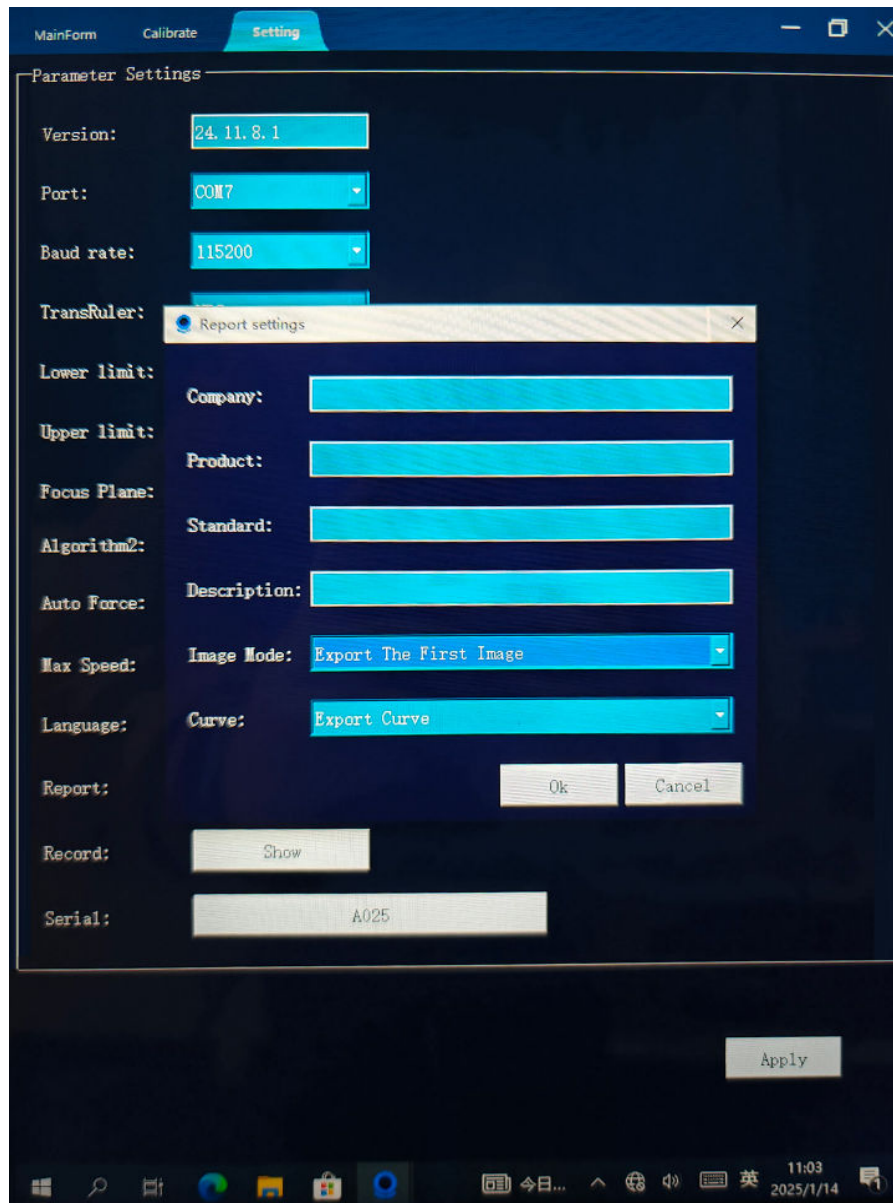 MainForm Calibrate Setting
Parameter Settings
Version: 24.11.8.1
Port: COM7
Baud rate: 115200
TransRuler:
Report settings
Lower limit:
Company:
Upper limit:
Product:
Focus Plane:
Standard:
Algorithm2:
Description:
Auto Force:
Image Mode: Export The First Image
Max Speed:
Curve: Export Curve
Language:
Report:
Ok Cancel
Record: Show
Serial: A025
Apply
今日... 英 11:03
2025/1/14
1